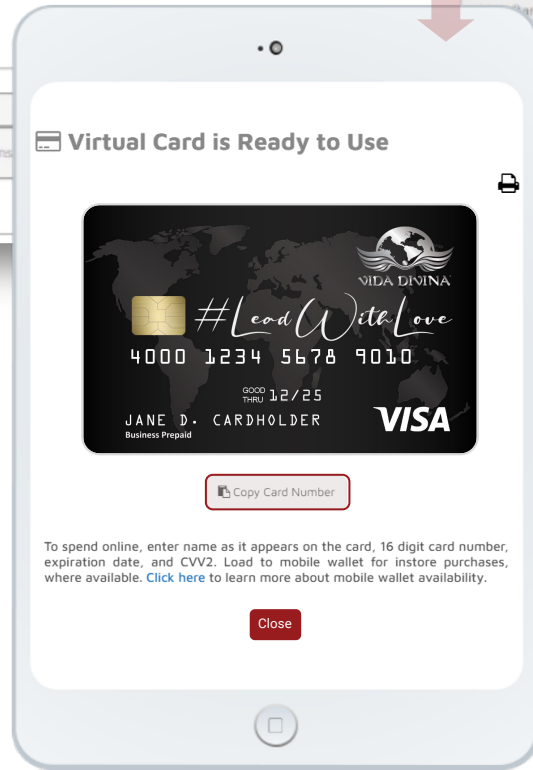 Virtual Card is Ready to Use
VIDA DIVINA
#LeadWithLove
4000 1234 5678 9010
GOOD THRU 12/25
JANE D. CARDHOLDER
Business Prepaid
VISA
Copy Card Number
To spend online, enter name as it appears on the card, 16 digit card number,
expiration date, and CVV2. Load to mobile wallet for instore purchases,
where available. Click here to learn more about mobile wallet availability.
Close